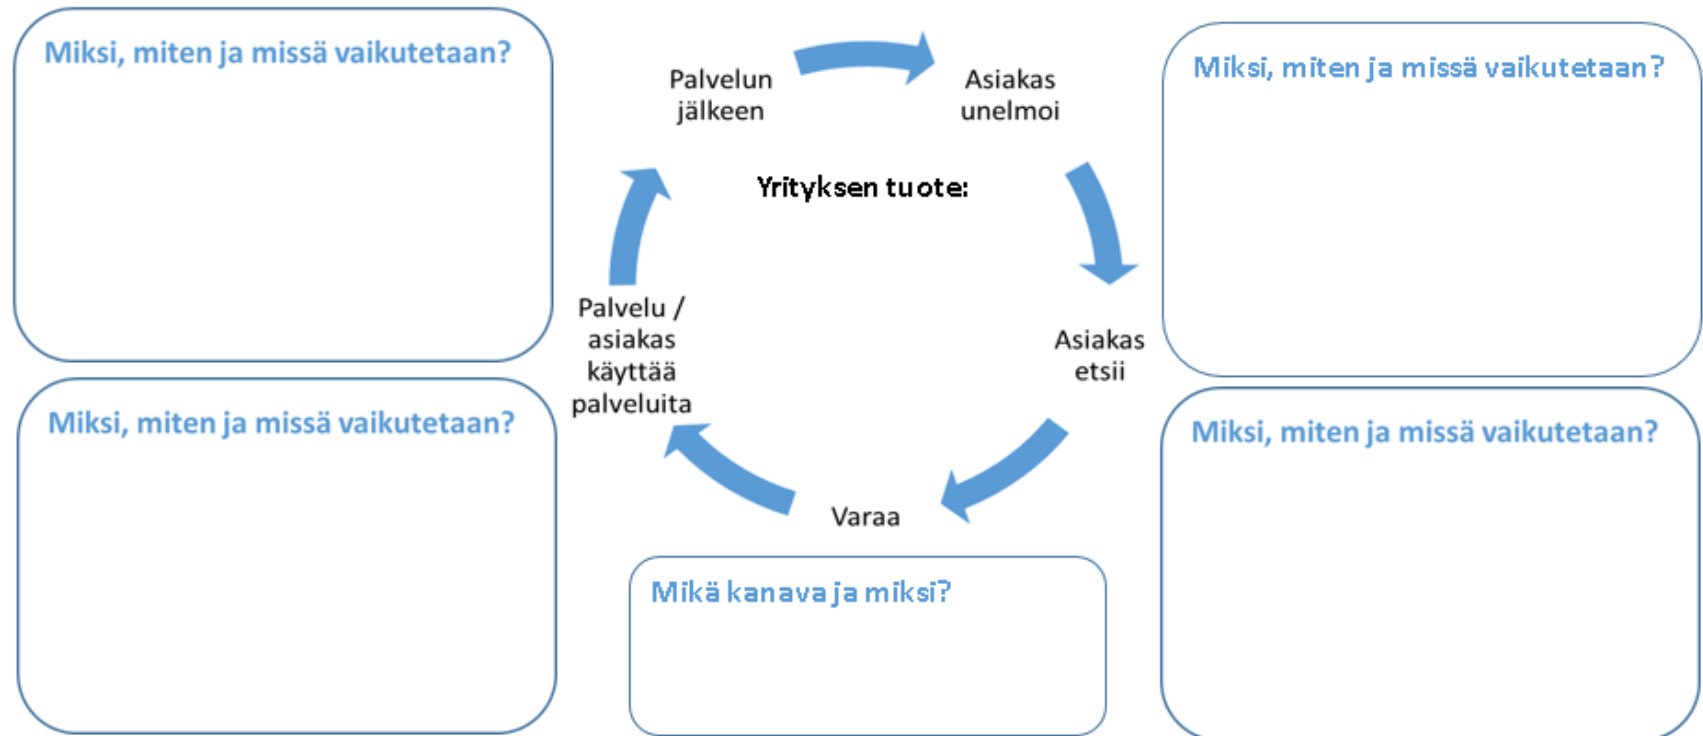 Miksi, miten ja missä vaikutetaan?
Palvelun
jälkeen
Asiakas
unelmoi
Miksi, miten ja missä vaikutetaan?
Yrityksen tuote:
Palvelu /
asiakas
käyttää
palveluita
Asiakas
etsii
Miksi, miten ja missä vaikutetaan?
Miksi, miten ja missä vaikutetaan?
Varaa
Mikä kanava ja miksi?